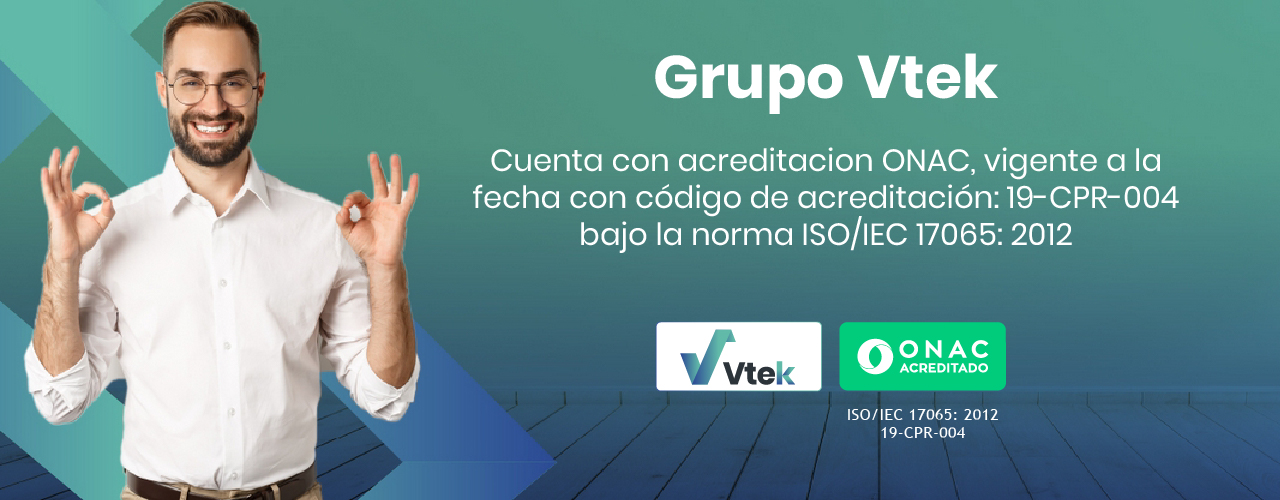 Grupo Vtek
Cuenta con acreditacion ONAC, vigente a la
fecha con código de acreditación: 19-CPR-004
bajo la norma ISO/IEC 17065: 2012
Vtek
ONAC
ACREDITADO
ISO/IEC 17065: 2012
19-CPR-004